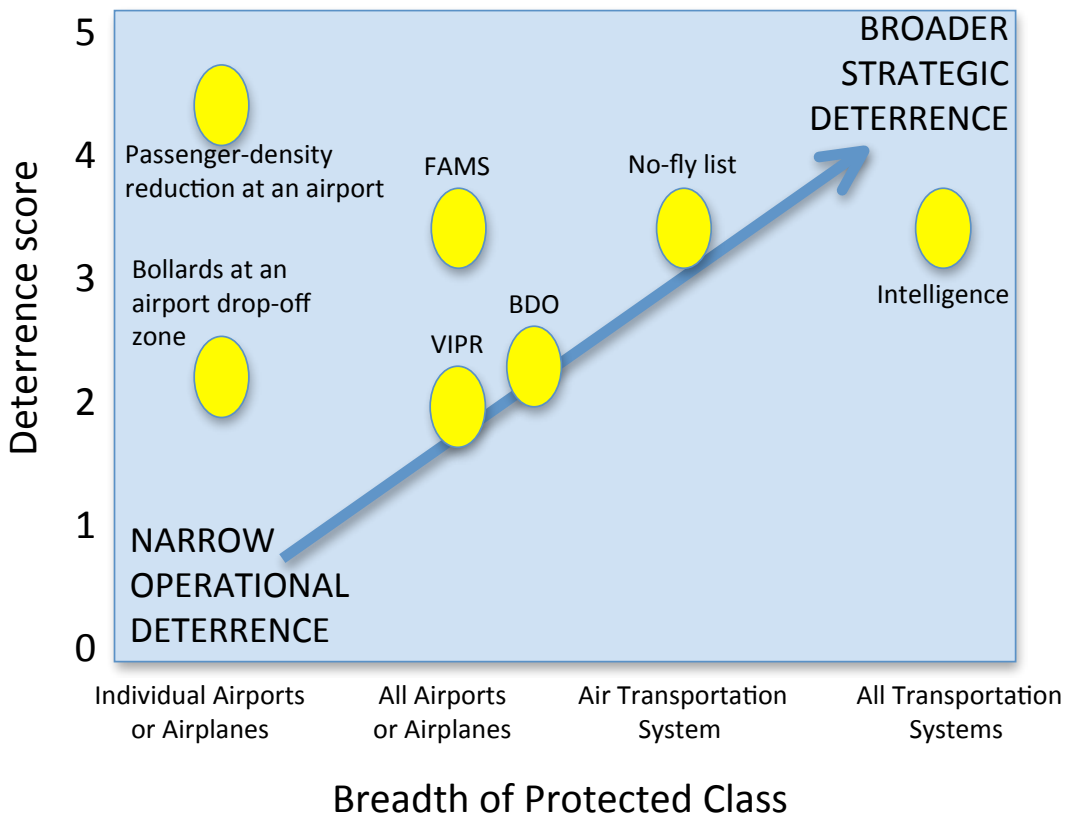 5
BROADER
STRATEGIC
DETERRENCE
4
Passenger-density
reduction at an airport
FAMS
No-fly list
3
Bollards at an
airport drop-off
zone
Intelligence
BDO
VIPR
2
1
NARROW
OPERATIONAL
DETERRENCE
0
Deterrence score
Individual Airports
or Airplanes
All Airports
or Airplanes
Air Transportation
System
All Transportation
Systems
Breadth of Protected Class